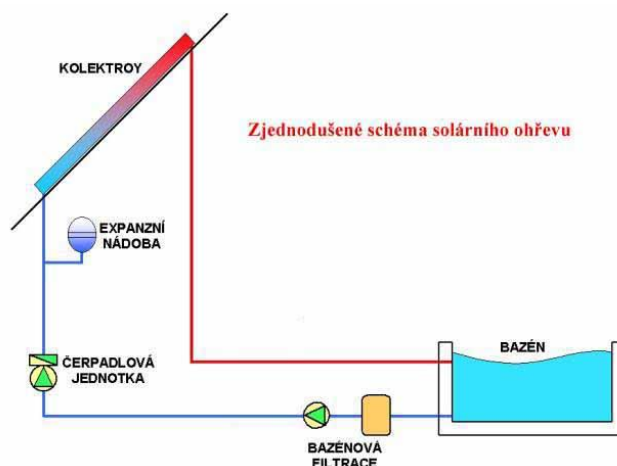 KOLEKTROY
Zjednodušené schéma solárního ohřevu
EXPANZNÍ
NÁDOBA
BAZÉN
ČERPADLOVÁ
JEDNOTKA
BAZÉNOVÁ
FILTRACE